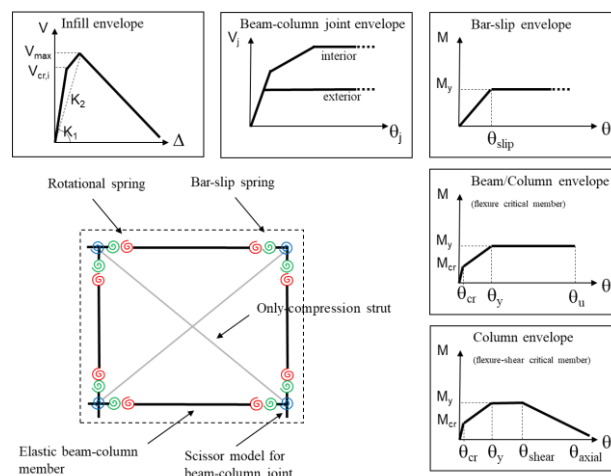 Infill envelope
V
Vmax
Vcr,i
K2
K1
Δ
Beam-column joint envelope
Vj
interior
exterior
θj
Bar-slip envelope
M
My
θslip
θ
Rotational spring
Bar-slip spring
Only-compression strut
Elastic beam-column
member
Scissor model for
beam-column joint
Beam/Column envelope
(flexure critical member)
M
My
Mcr
θcr
θy
θu
θ
Column envelope
(flexure-shear critical member)
M
My
Mcr
θcr
θy
θshear
θaxial
θ